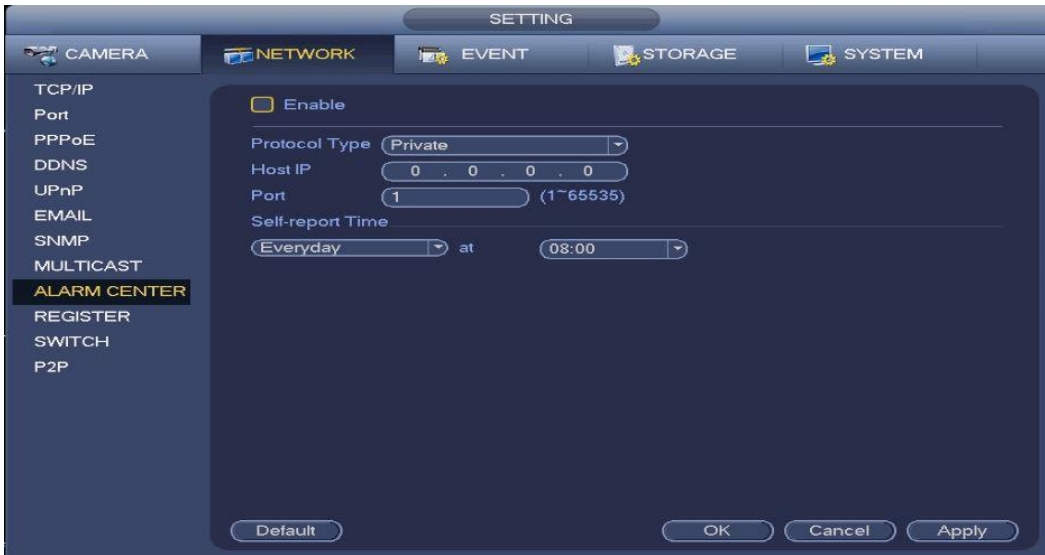 SETTING
CAMERA NETWORK EVENT STORAGE SYSTEM
TCP/IP
Port
PPPoE
DDNS
UPnP
EMAIL
SNMP
MULTICAST
ALARM CENTER
REGISTER
SWITCH
P2P
Enable
Protocol Type Private
Host IP 0 . 0 . 0 . 0
Port 1 (1~65535)
Self-report Time
Everyday at 08:00
Default OK Cancel Apply